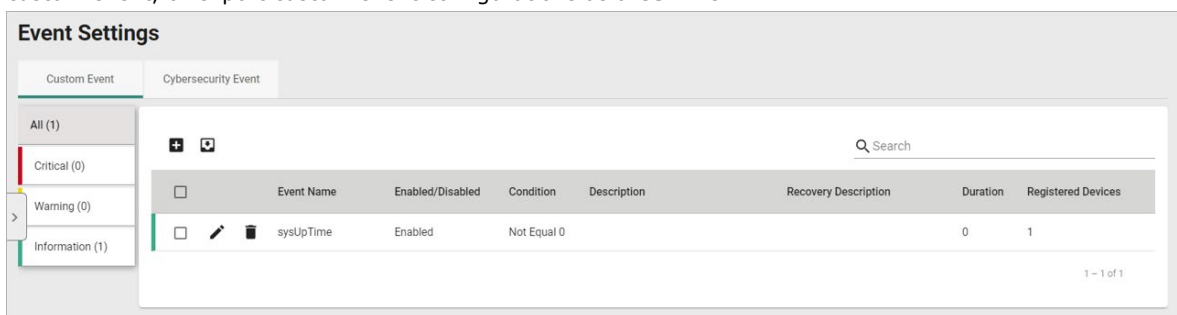 Event Settings
Custom Event Cybersecurity Event
All (1)
Critical (0)
Warning (0)
Information (1)
Search
Event Name Enabled/Disabled Condition Description Recovery Description Duration Registered Devices
sysUpTime Enabled Not Equal 0 0 1
1 – 1 of 1